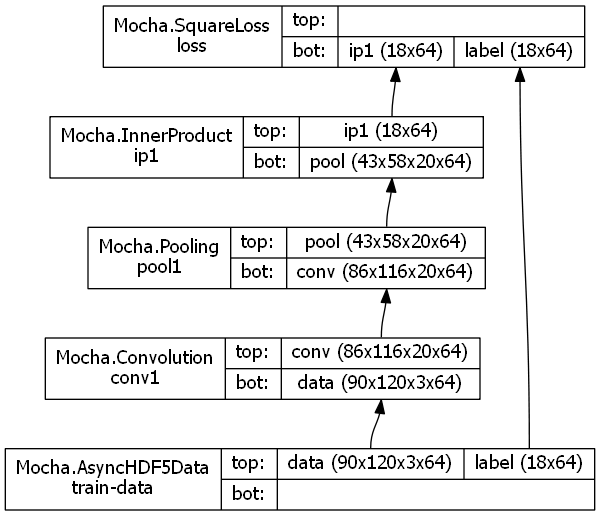 Mocha.SquareLoss
loss
top:
bot: ip1 (18x64) label (18x64)
Mocha.InnerProduct
ip1
top: ip1 (18x64)
bot: pool (43x58x20x64)
Mocha.Pooling
pool1
top: pool (43x58x20x64)
bot: conv (86x116x20x64)
Mocha.Convolution
conv1
top: conv (86x116x20x64)
bot: data (90x120x3x64)
Mocha.AsyncHDF5Data
train-data
top: data (90x120x3x64) label (18x64)
bot: